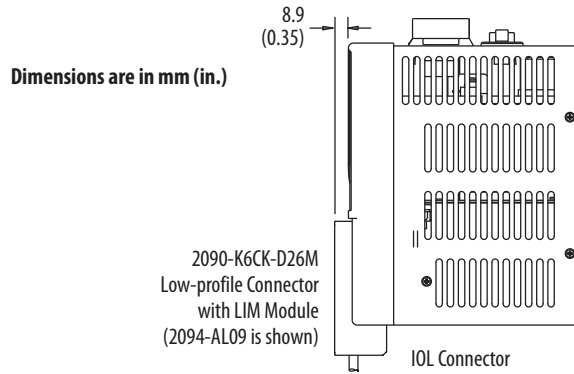 8.9
(0.35)
Dimensions are in mm (in.)
2090-K6CK-D26M
Low-profile Connector
with LIM Module
(2094-AL09 is shown)
IOL Connector